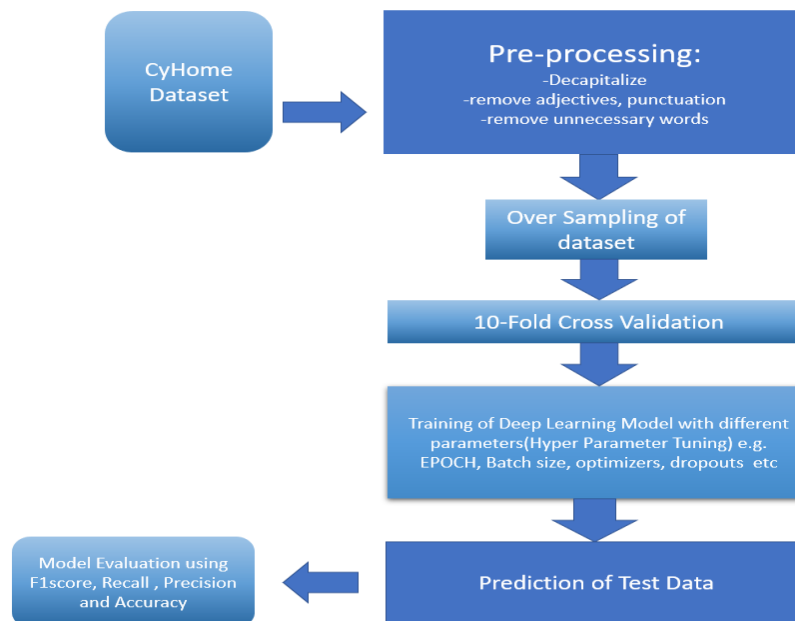 CyHome
Dataset
Pre-processing:
-Decapitalize
-remove adjectives, punctuation
-remove unnecessary words
Over Sampling of
dataset
10-Fold Cross Validation
Training of Deep Learning Model with different
parameters(Hyper Parameter Tuning) e.g.
EPOCH, Batch size, optimizers, dropouts etc
Prediction of Test Data
Model Evaluation using
F1score, Recall , Precision
and Accuracy